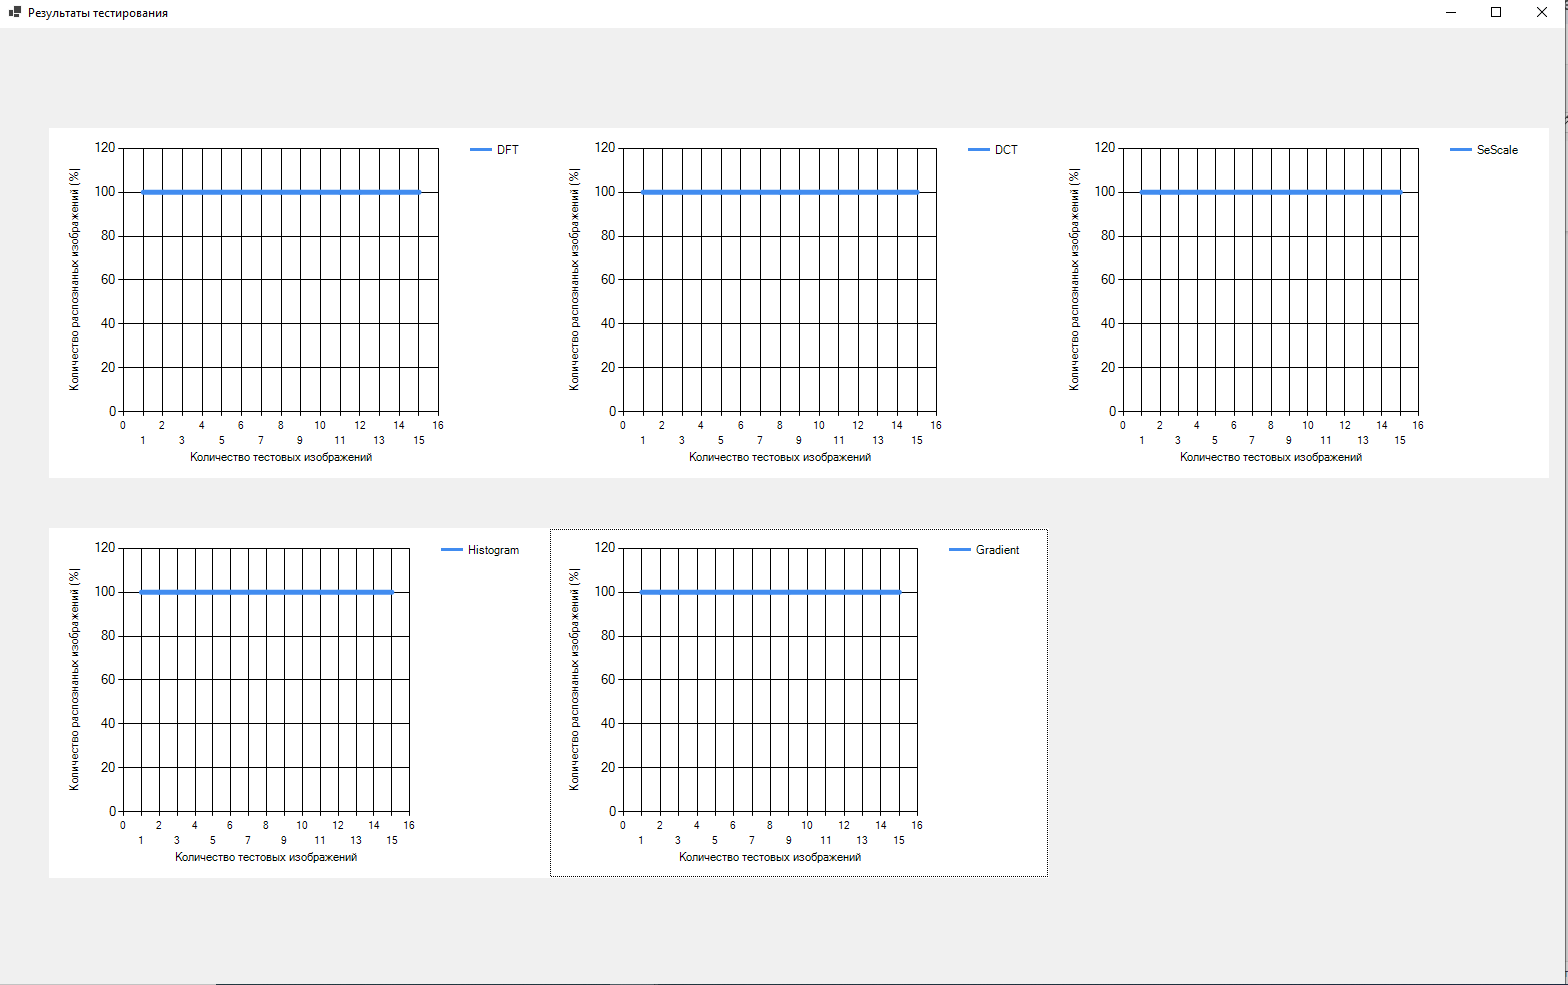 Результаты тестирования
120
100
80
60
40
20
0
Количество распознаных изображений (%)
0 2 4 6 8 10 12 14 16
1 3 5 7 9 11 13 15
Количество тестовых изображений
DFT
120
100
80
60
40
20
0
Количество распознаных изображений (%)
0 2 4 6 8 10 12 14 16
1 3 5 7 9 11 13 15
Количество тестовых изображений
DCT
120
100
80
60
40
20
0
Количество распознаных изображений (%)
0 2 4 6 8 10 12 14 16
1 3 5 7 9 11 13 15
Количество тестовых изображений
SeScale
120
100
80
60
40
20
0
Количество распознаных изображений (%)
0 2 4 6 8 10 12 14 16
1 3 5 7 9 11 13 15
Количество тестовых изображений
Histogram
120
100
80
60
40
20
0
Количество распознаных изображений (%)
0 2 4 6 8 10 12 14 16
1 3 5 7 9 11 13 15
Количество тестовых изображений
Gradient